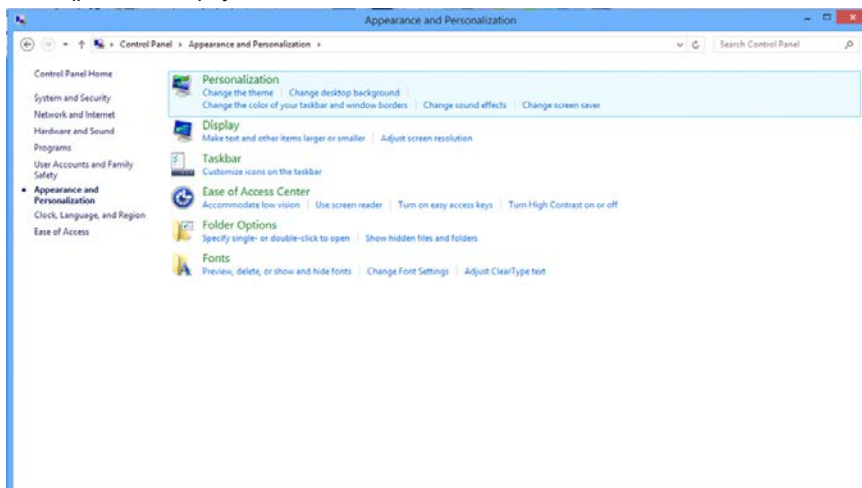 Appearance and Personalization
Control Panel › Appearance and Personalization ›
Search Control Panel
Control Panel Home
System and Security
Network and Internet
Hardware and Sound
Programs
User Accounts and Family
Safety
Appearance and
Personalization
Clock, Language, and Region
Ease of Access
Personalization
Change the theme | Change desktop background |
Change the color of your taskbar and window borders | Change sound effects | Change screen saver
Display
Make text and other items larger or smaller | Adjust screen resolution
Taskbar
Customize icons on the taskbar
Ease of Access Center
Accommodate low vision | Use screen reader | Turn on easy access keys | Turn High Contrast on or off
Folder Options
Specify single- or double-click to open | Show hidden files and folders
Fonts
Preview, delete, or show and hide fonts | Change Font Settings | Adjust ClearType text